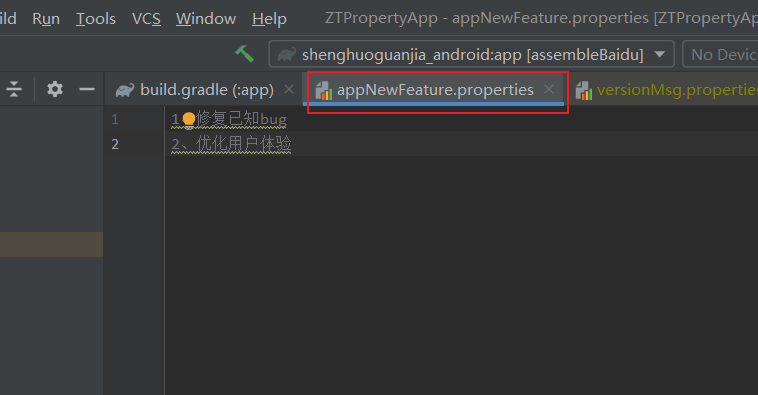 ild Run Tools VCS Window Help ZTPropertyApp - appNewFeature.properties [ZTPropertyAp
shenghuoguanjia_android:app [assembleBaidu] No Devic
build.gradle (:app) appNewFeature.properties versionMsg.propertie
1 1 修复已知bug
2 2、优化用户体验